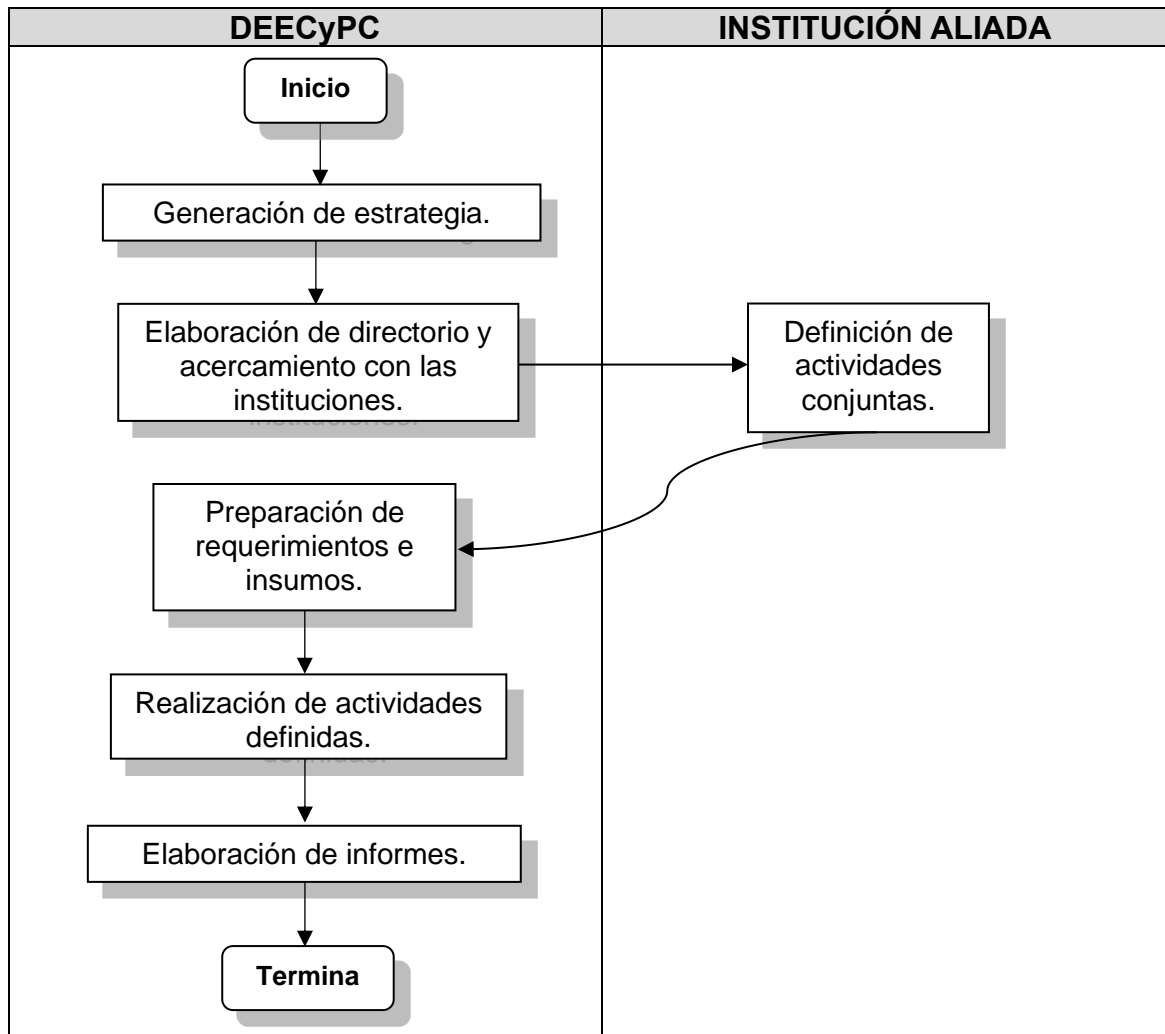 DEECyPC
INSTITUCIÓN ALIADA
Inicio
Generación de estrategia.
Elaboración de directorio y
acercamiento con las
instituciones.
Definición de
actividades
conjuntas.
Preparación de
requerimientos e
insumos.
Realización de actividades
definidas.
Elaboración de informes.
Termina